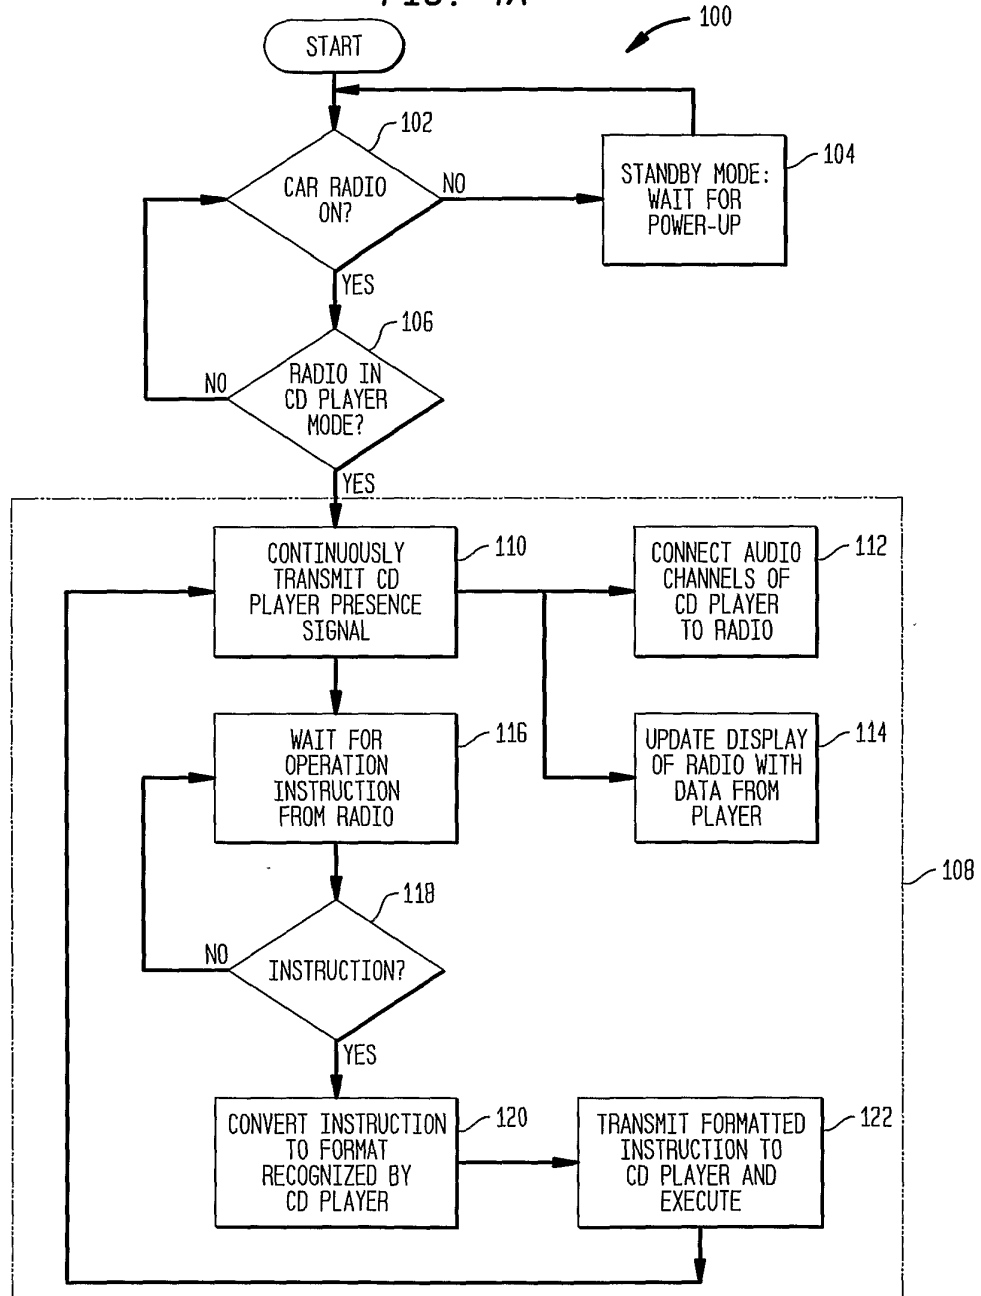 100
START
102
CAR RADIO
ON?
NO
STANDBY MODE:
WAIT FOR
POWER-UP
104
YES
106
RADIO IN
CD PLAYER
MODE?
NO
YES
CONTINUOUSLY
TRANSMIT CD
PLAYER PRESENCE
SIGNAL
110
CONNECT AUDIO
CHANNELS OF
CD PLAYER
TO RADIO
112
WAIT FOR
OPERATION
INSTRUCTION
FROM RADIO
116
UPDATE DISPLAY
OF RADIO WITH
DATA FROM
PLAYER
114
108
118
INSTRUCTION?
NO
YES
CONVERT INSTRUCTION
TO FORMAT
RECOGNIZED BY
CD PLAYER
120
TRANSMIT FORMATTED
INSTRUCTION TO
CD PLAYER AND
EXECUTE
122